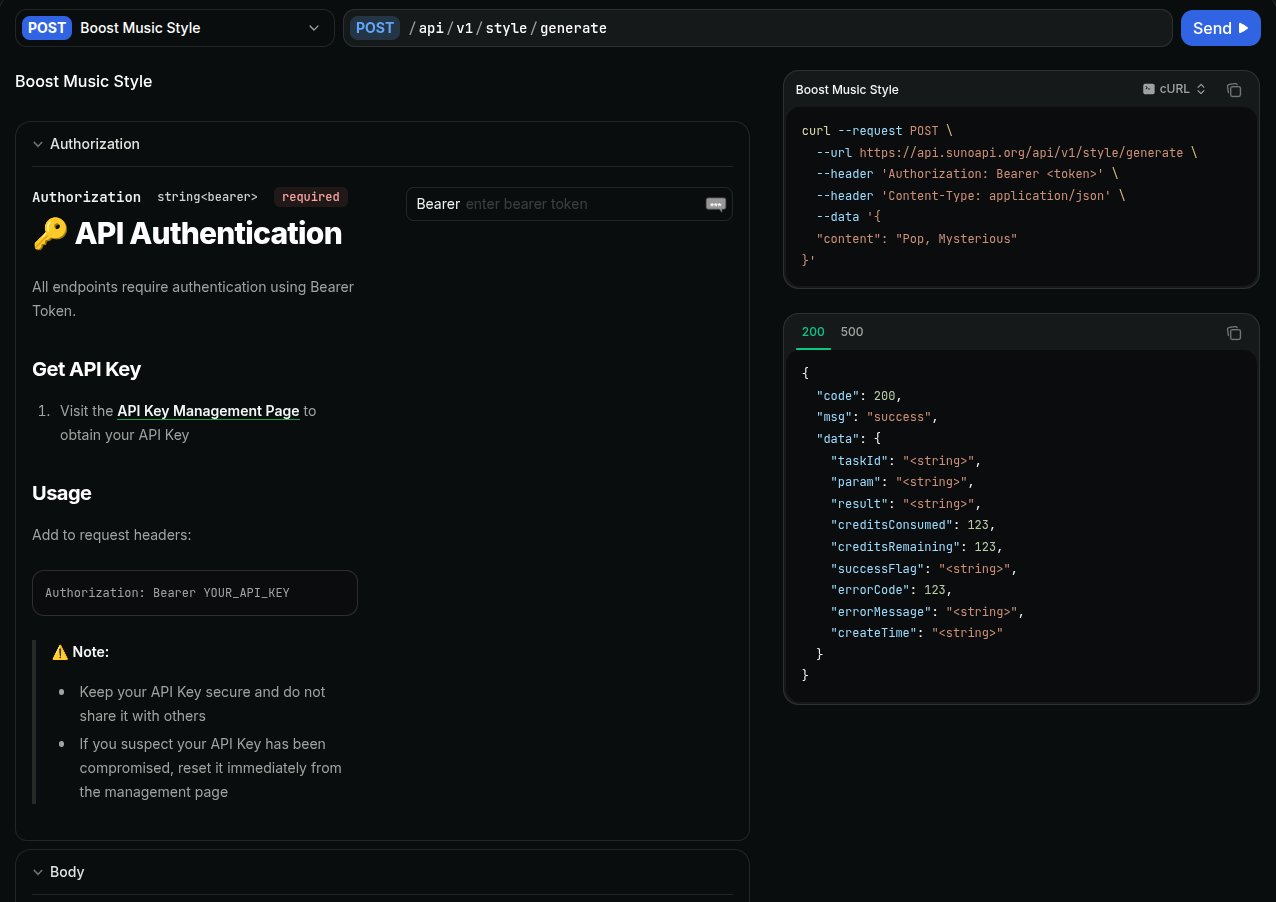 POST Boost Music Style
POST /api/v1/style/generate
Send
Boost Music Style
Authorization
Authorization string<bearer> required
Bearer enter bearer token
🔑 API Authentication
All endpoints require authentication using Bearer
Token.
Get API Key
1. Visit the API Key Management Page to
obtain your API Key
Usage
Add to request headers:
Authorization: Bearer YOUR_API_KEY
⚠️ Note:
• Keep your API Key secure and do not
share it with others
• If you suspect your API Key has been
compromised, reset it immediately from
the management page
Body
Boost Music Style
cURL
curl --request POST \
  --url https://api.sunoapi.org/api/v1/style/generate \
  --header 'Authorization: Bearer <token>' \
  --header 'Content-Type: application/json' \
  --data '{
  "content": "Pop, Mysterious"
}'
200 500
{
  "code": 200,
  "msg": "success",
  "data": {
    "taskId": "<string>",
    "param": "<string>",
    "result": "<string>",
    "creditsConsumed": 123,
    "creditsRemaining": 123,
    "successFlag": "<string>",
    "errorCode": 123,
    "errorMessage": "<string>",
    "createTime": "<string>"
  }
}